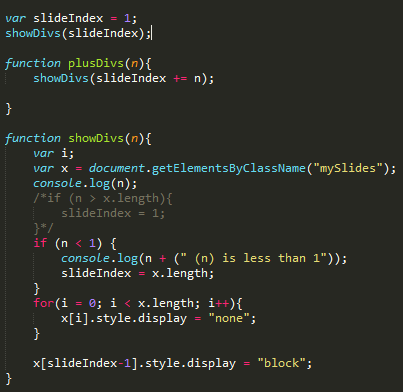 var slideIndex = 1;
showDivs(slideIndex);
function plusDivs(n){
showDivs(slideIndex += n);
}
function showDivs(n){
var i;
var x = document.getElementsByClassName("mySlides");
console.log(n);
/*if (n > x.length){
slideIndex = 1;
}*/
if (n < 1) {
console.log(n + (" (n) is less than 1"));
slideIndex = x.length;
}
for(i = 0; i < x.length; i++){
x[i].style.display = "none";
}
x[slideIndex-1].style.display = "block";
}